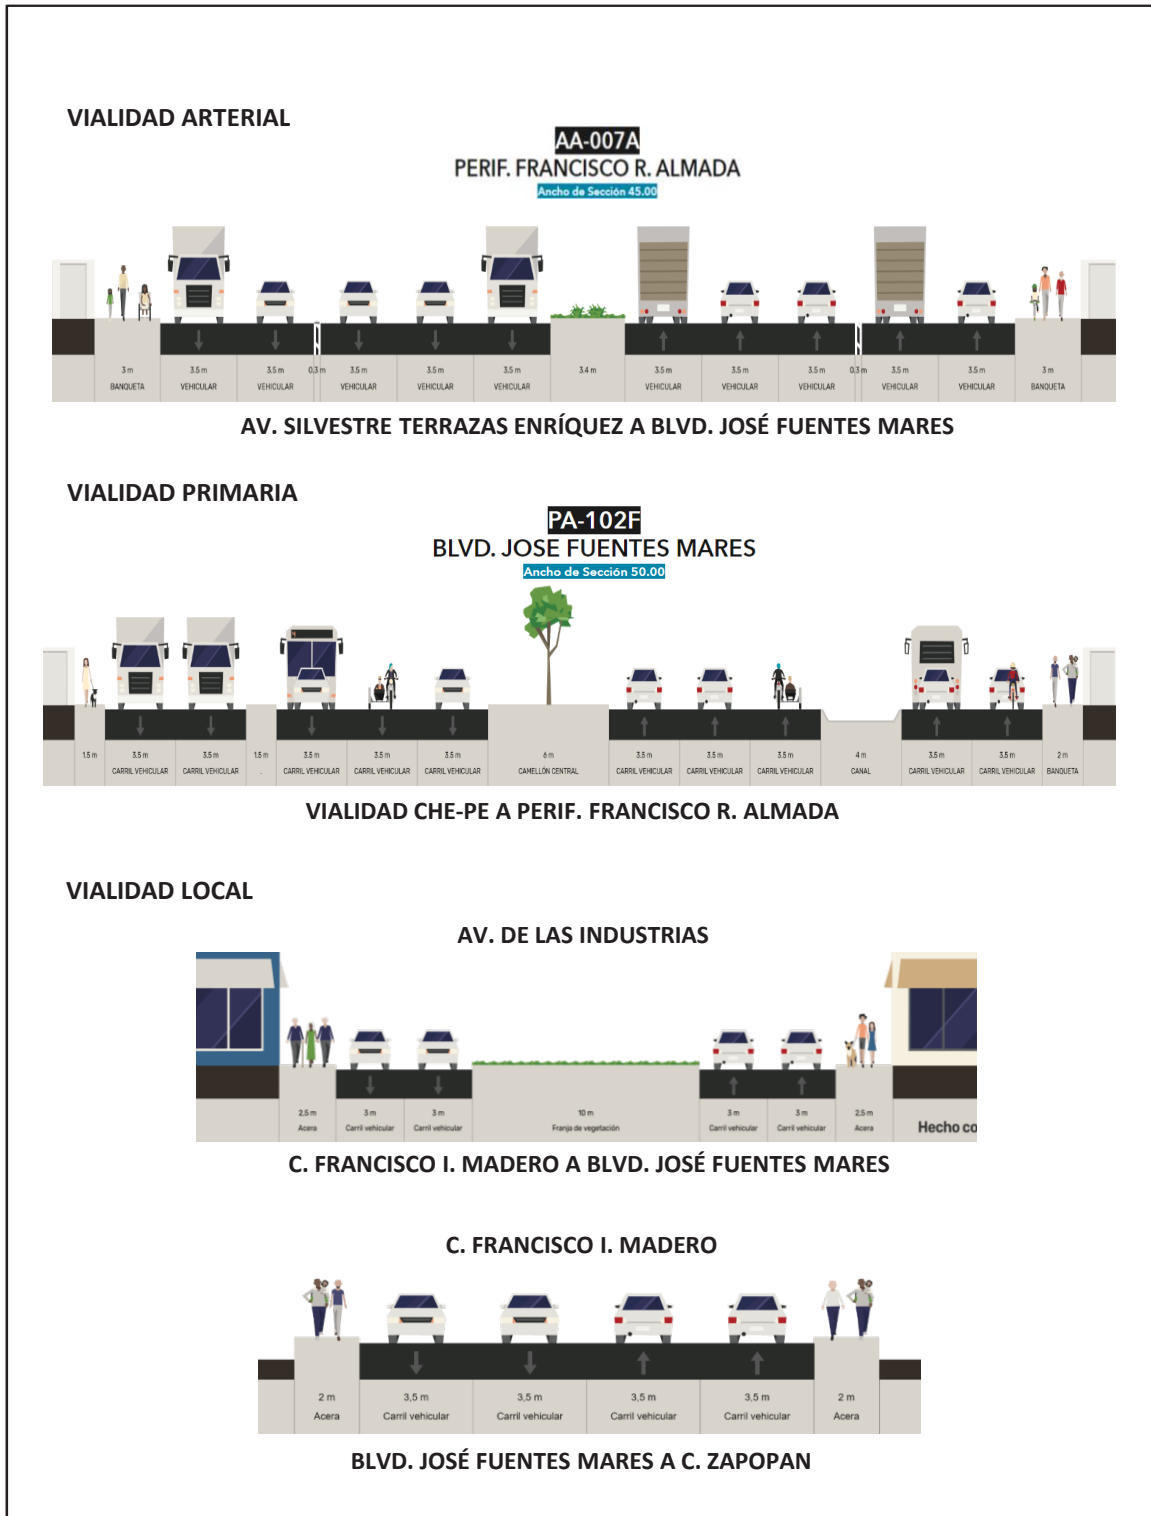 VIALIDAD ARTERIAL
AA-007A
PERIF. FRANCISCO R. ALMADA
Ancho de Sección 45.00
3 m 3.5 m 3.5 m 0.3 m 3.5 m 3.5 m 3.5 m 3.4 m 3.5 m 3.5 m 3.5 m 0.3 m 3.5 m 3.5 m 3 m
BANQUETA VEHICULAR VEHICULAR VEHICULAR VEHICULAR VEHICULAR VEHICULAR VEHICULAR VEHICULAR VEHICULAR VEHICULAR BANQUETA
AV. SILVESTRE TERRAZAS ENRÍQUEZ A BLVD. JOSÉ FUENTES MARES
VIALIDAD PRIMARIA
PA-102F
BLVD. JOSE FUENTES MARES
Ancho de Sección 50.00
1.5 m 3.5 m 3.5 m 1.5 m 3.5 m 3.5 m 3.5 m 6 m 3.5 m 3.5 m 3.5 m 4 m 3.5 m 3.5 m 2 m
CARRIL VEHICULAR CARRIL VEHICULAR . CARRIL VEHICULAR CARRIL VEHICULAR CARRIL VEHICULAR CAMELLÓN CENTRAL CARRIL VEHICULAR CARRIL VEHICULAR CARRIL VEHICULAR CANAL CARRIL VEHICULAR CARRIL VEHICULAR BANQUETA
VIALIDAD CHE-PE A PERIF. FRANCISCO R. ALMADA
VIALIDAD LOCAL
AV. DE LAS INDUSTRIAS
2,5 m 3 m 3 m 10 m 3 m 3 m 2,5 m
Acera Carril vehicular Carril vehicular Franja de vegetación Carril vehicular Carril vehicular Acera Hecho co
C. FRANCISCO I. MADERO A BLVD. JOSÉ FUENTES MARES
C. FRANCISCO I. MADERO
2 m 3,5 m 3,5 m 3,5 m 3,5 m 2 m
Acera Carril vehicular Carril vehicular Carril vehicular Carril vehicular Acera
BLVD. JOSÉ FUENTES MARES A C. ZAPOPAN